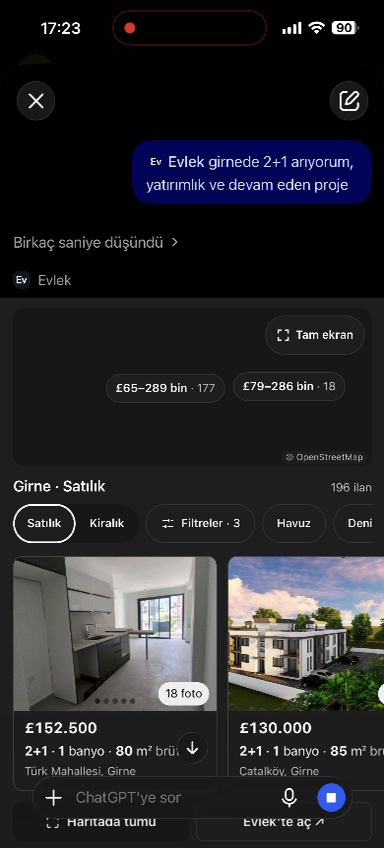 17:23
90
Ev Evlek girnede 2+1 arıyorum,
yatırımlık ve devam eden proje
Birkaç saniye düşündü >
Ev Evlek
Tam ekran
£65–289 bin · 177
£79–286 bin · 18
© OpenStreetMap
Girne · Satılık
196 ilan
Satılık
Kiralık
Filtreler · 3
Havuz
Deni
18 foto
£152.500
2+1 · 1 banyo · 80 m² brüt
Türk Mahallesi, Girne
£130.000
2+1 · 1 banyo · 85 m² brü
Çatalköy, Girne
ChatGPT'ye sor
Haritada tümü
Evlek'te aç ↗